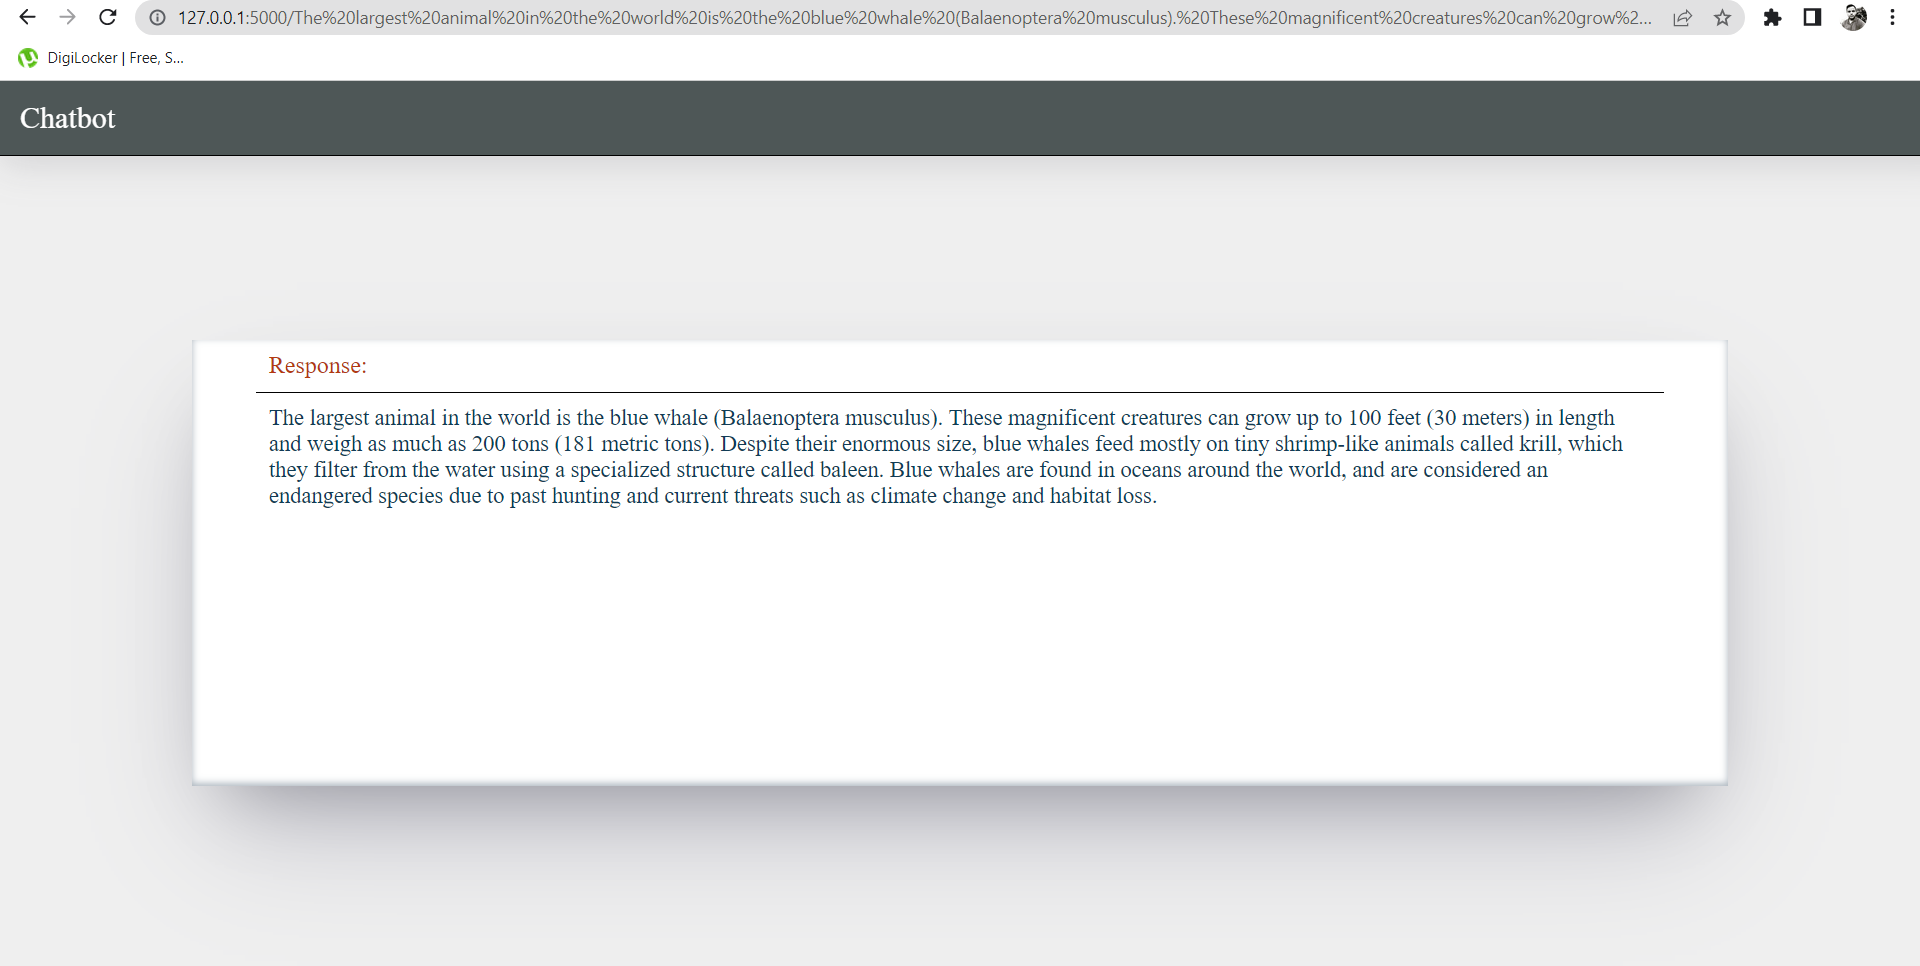 127.0.0.1:5000/The%20largest%20animal%20in%20the%20world%20is%20the%20blue%20whale%20(Balaenoptera%20musculus).%20These%20magnificent%20creatures%20can%20grow%2...
DigiLocker | Free, S...
Chatbot
Response:
The largest animal in the world is the blue whale (Balaenoptera musculus). These magnificent creatures can grow up to 100 feet (30 meters) in length
and weigh as much as 200 tons (181 metric tons). Despite their enormous size, blue whales feed mostly on tiny shrimp-like animals called krill, which
they filter from the water using a specialized structure called baleen. Blue whales are found in oceans around the world, and are considered an
endangered species due to past hunting and current threats such as climate change and habitat loss.